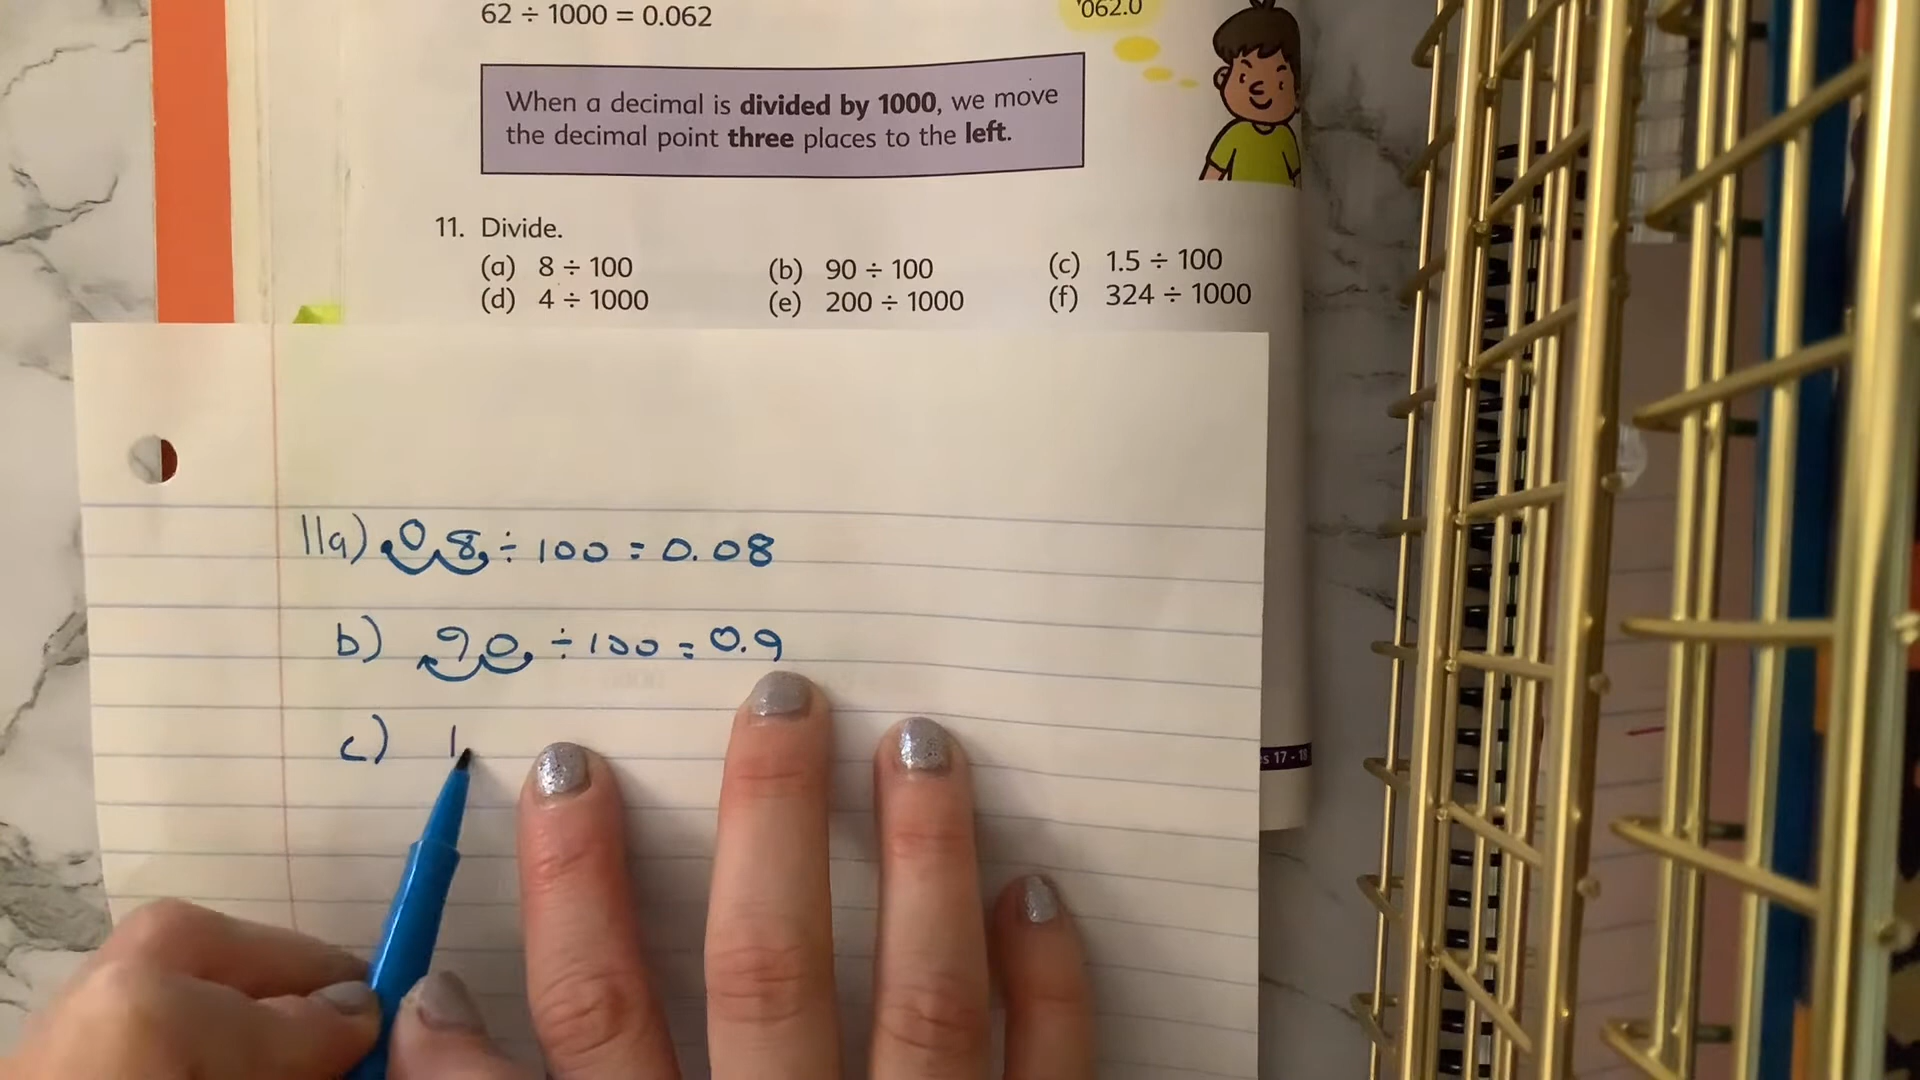 62 ÷ 1000 = 0.062
'062.0
When a decimal is divided by 1000, we move
the decimal point three places to the left.
11. Divide.
(a) 8 ÷ 100 (b) 90 ÷ 100 (c) 1.5 ÷ 100
(d) 4 ÷ 1000 (e) 200 ÷ 1000 (f) 324 ÷ 1000
11a) .08. ÷ 100 = 0.08
b) 90. ÷ 100 = 0.9
c) 1
s 17 - 18